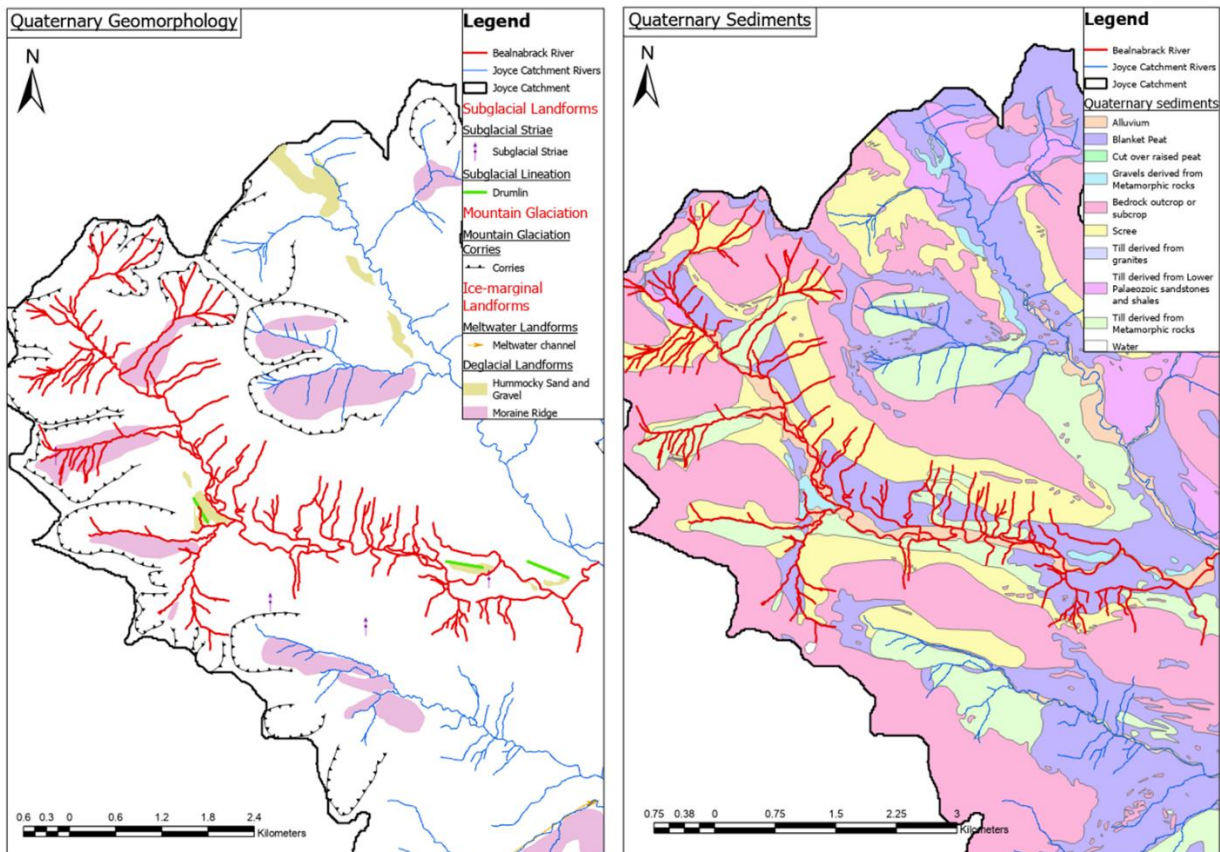 Quaternary Geomorphology
N
Legend
Bealnabrack River
Joyce Catchment Rivers
Joyce Catchment
Subglacial Landforms
Subglacial Striae
Subglacial Striae
Subglacial Lineation
Drumlin
Mountain Glaciation
Mountain Glaciation
Corries
Corries
Ice-marginal
Landforms
Meltwater Landforms
Meltwater channel
Deglacial Landforms
Hummocky Sand and
Gravel
Moraine Ridge
0.6 0.3 0 0.6 1.2 1.8 2.4
Kilometers
Quaternary Sediments
N
Legend
Bealnabrack River
Joyce Catchment Rivers
Joyce Catchment
Quaternary sediments
Alluvium
Blanket Peat
Cut over raised peat
Gravels derived from
Metamorphic rocks
Bedrock outcrop or
subcrop
Scree
Till derived from
granites
Till derived from Lower
Palaeozoic sandstones
and shales
Till derived from
Metamorphic rocks
Water
0.75 0.38 0 0.75 1.5 2.25 3
Kilometers